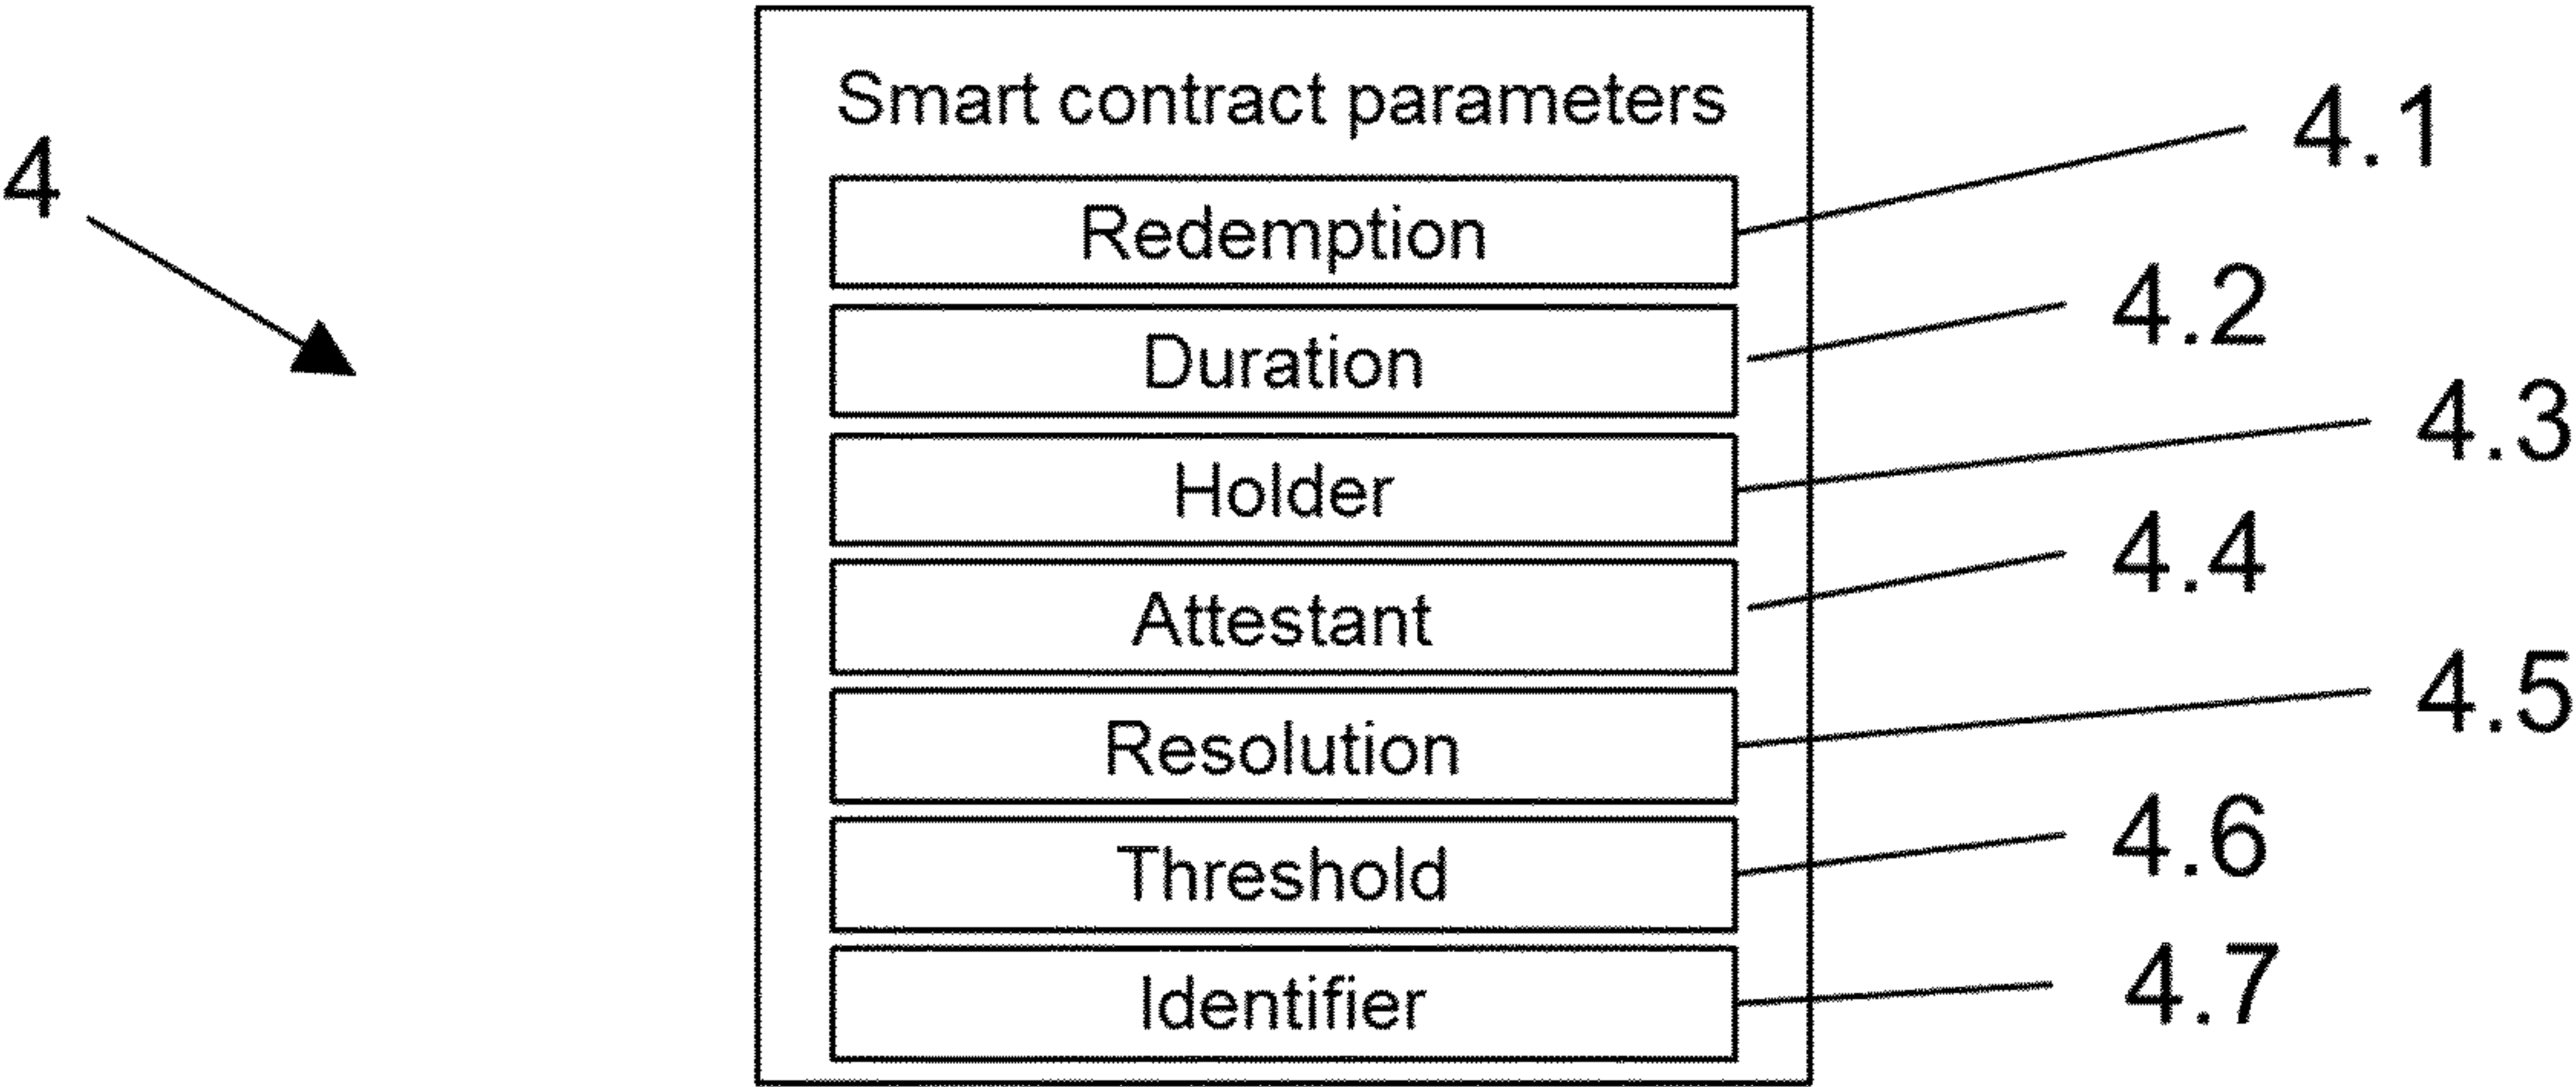 Smart contract parameters
4
Redemption 4.1
Duration 4.2
Holder 4.3
Attestant 4.4
Resolution 4.5
Threshold 4.6
Identifier 4.7